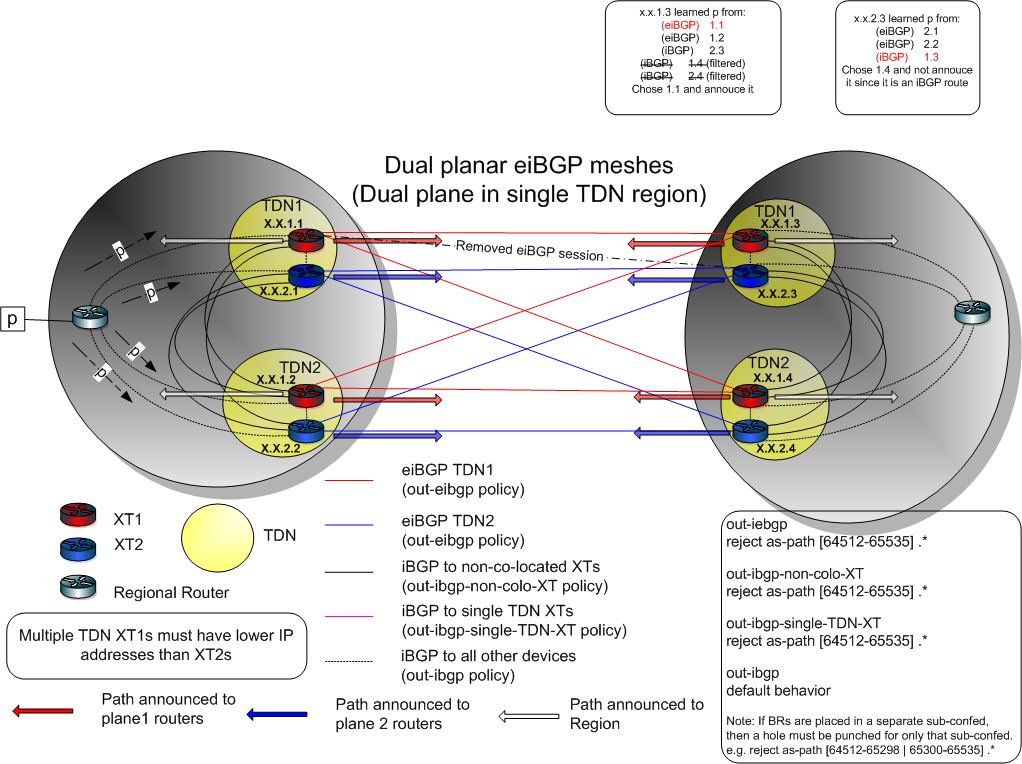 x.x.1.3 learned p from:
(eiBGP) 1.1
(eiBGP) 1.2
(iBGP) 2.3
(iBGP) 1.4 (filtered)
(iBGP) 2.4 (filtered)
Chose 1.1 and annouce it
x.x.2.3 learned p from:
(eiBGP) 2.1
(eiBGP) 2.2
(iBGP) 1.3
Chose 1.4 and not annouce
it since it is an iBGP route
Dual planar eiBGP meshes
(Dual plane in single TDN region)
TDN1
X.X.1.1
X.X.2.1
TDN1
X.X.1.3
X.X.2.3
Removed eiBGP session
p
p
p
p
p
TDN2
X.X.1.2
X.X.2.2
TDN2
X.X.1.4
X.X.2.4
XT1
XT2
Regional Router
TDN
eiBGP TDN1
(out-eibgp policy)
eiBGP TDN2
(out-eibgp policy)
iBGP to non-co-located XTs
(out-ibgp-non-colo-XT policy)
iBGP to single TDN XTs
(out-ibgp-single-TDN-XT policy)
iBGP to all other devices
(out-ibgp policy)
Multiple TDN XT1s must have lower IP
addresses than XT2s
Path announced to
plane1 routers
Path announced to
plane 2 routers
Path announced to
Region
out-iebgp
reject as-path [64512-65535] .*
out-ibgp-non-colo-XT
reject as-path [64512-65535] .*
out-ibgp-single-TDN-XT
reject as-path [64512-65535] .*
out-ibgp
default behavior
Note: If BRs are placed in a separate sub-confed,
then a hole must be punched for only that sub-confed.
e.g. reject as-path [64512-65298 | 65300-65535] .*